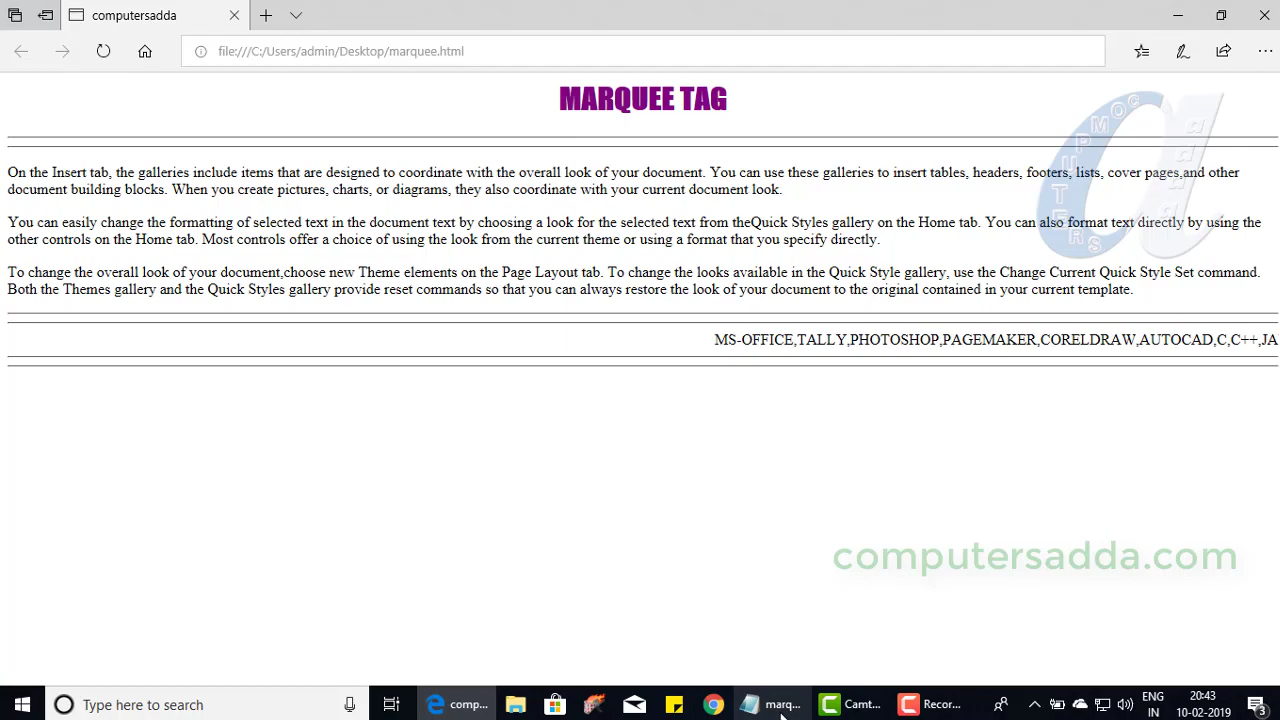 computersadda
file:///C:/Users/admin/Desktop/marquee.html
MARQUEE TAG
On the Insert tab, the galleries include items that are designed to coordinate with the overall look of your document. You can use these galleries to insert tables, headers, footers, lists, cover pages,and other
document building blocks. When you create pictures, charts, or diagrams, they also coordinate with your current document look.
You can easily change the formatting of selected text in the document text by choosing a look for the selected text from theQuick Styles gallery on the Home tab. You can also format text directly by using the
other controls on the Home tab. Most controls offer a choice of using the look from the current theme or using a format that you specify directly.
To change the overall look of your document,choose new Theme elements on the Page Layout tab. To change the looks available in the Quick Style gallery, use the Change Current Quick Style Set command.
Both the Themes gallery and the Quick Styles gallery provide reset commands so that you can always restore the look of your document to the original contained in your current template.
MS-OFFICE,TALLY,PHOTOSHOP,PAGEMAKER,CORELDRAW,AUTOCAD,C,C++,JA
COMPUTERS
adda
computersadda.com
Type here to search
comp...
marq...
Camt...
Recor...
ENG
IN
20:43
10-02-2019
3